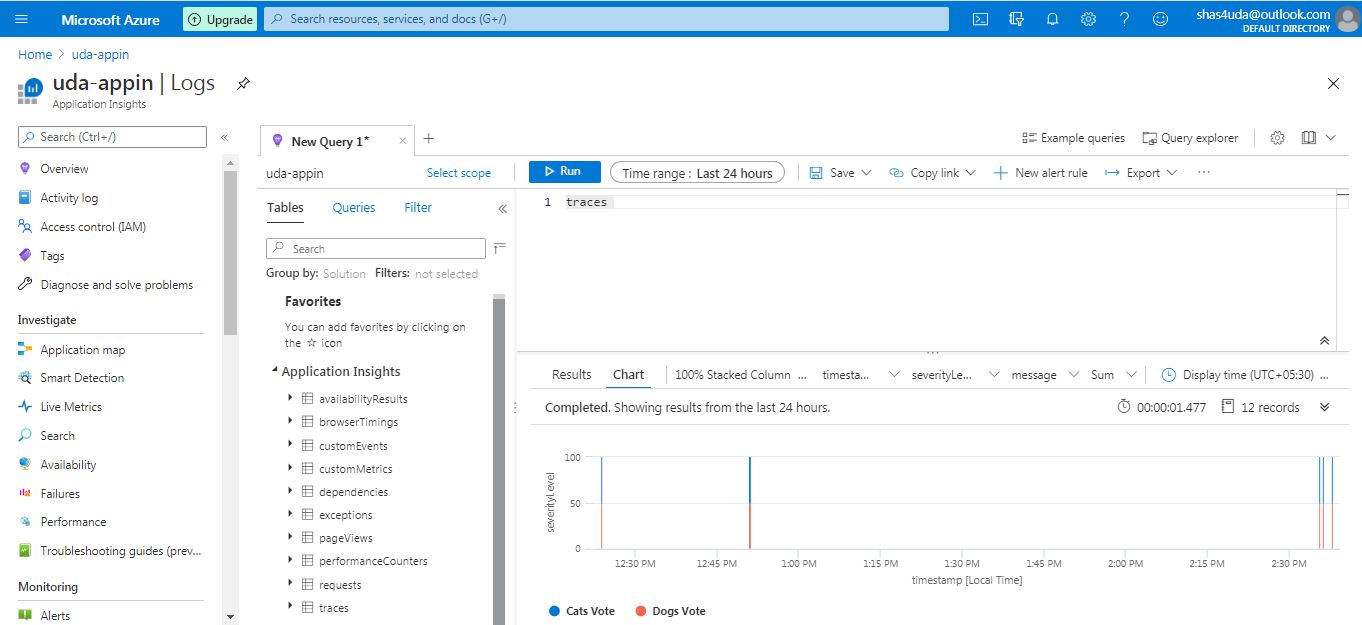 Microsoft Azure
Upgrade
Search resources, services, and docs (G+/)
shas4uda@outlook.com
DEFAULT DIRECTORY
Home > uda-appin
uda-appin | Logs
Application Insights
Search (Ctrl+/)
«
Overview
Activity log
Access control (IAM)
Tags
Diagnose and solve problems
Investigate
Application map
Smart Detection
Live Metrics
Search
Availability
Failures
Performance
Troubleshooting guides (prev...
Monitoring
Alerts
New Query 1*
Example queries
Query explorer
uda-appin
Select scope
Run
Time range : Last 24 hours
Save
Copy link
New alert rule
Export
...
Tables
Queries
Filter
«
Search
Group by: Solution Filters: not selected
Favorites
You can add favorites by clicking on
the ☆ icon
Application Insights
availabilityResults
browserTimings
customEvents
customMetrics
dependencies
exceptions
pageViews
performanceCounters
requests
traces
1 traces
Results
Chart
100% Stacked Column ...
timesta...
severityLe...
message
Sum
Display time (UTC+05:30) ...
Completed. Showing results from the last 24 hours.
00:00:01.477
12 records
severityLevel
100
50
0
12:30 PM 12:45 PM 1:00 PM 1:15 PM 1:30 PM 1:45 PM 2:00 PM 2:15 PM 2:30 PM
timestamp [Local Time]
Cats Vote
Dogs Vote